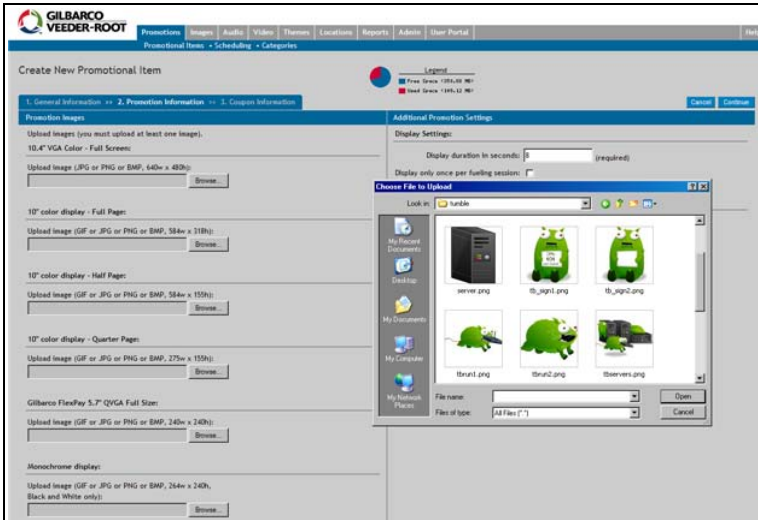 GILBARCO
VEEDER-ROOT
Promotions Images Audio Video Themes Locations Reports Admin User Portal Help
Promotional Items • Scheduling • Categories
Create New Promotional Item
Legend
Free Space
Used Space
1. General Information >> 2. Promotion Information >> 3. Coupon Information
Cancel Continue
Promotion Images
Upload images (you must upload at least one image).
10.4" VGA Color - Full Screen:
Upload image (JPG or PNG or BMP, 640w x 480h):
Browse...
10" color display - Full Page:
Upload image (GIF or JPG or PNG or BMP, 584w x 318h):
Browse...
10" color display - Half Page:
Upload image (GIF or JPG or PNG or BMP, 584w x 155h):
Browse...
10" color display - Quarter Page:
Upload image (GIF or JPG or PNG or BMP, 275w x 155h):
Browse...
Gilbarco FlexPay 5.7" QVGA Full Size:
Upload image (GIF or JPG or PNG or BMP, 240w x 240h):
Browse...
Monochrome display:
Upload image (GIF or JPG or PNG or BMP, 264w x 240h,
Black and White only):
Browse...
Additional Promotion Settings
Display Settings:
Display duration in seconds: 8 (required)
Display only once per fueling session:
Choose File to Upload
Look in: tumble
My Recent
Documents
Desktop
My Documents
My Computer
My Network
Places
server.png tb_sign1.png tb_sign2.png
tbrun1.png tbrun2.png tbservers.png
File name: Open
Files of type: All Files (*.*) Cancel